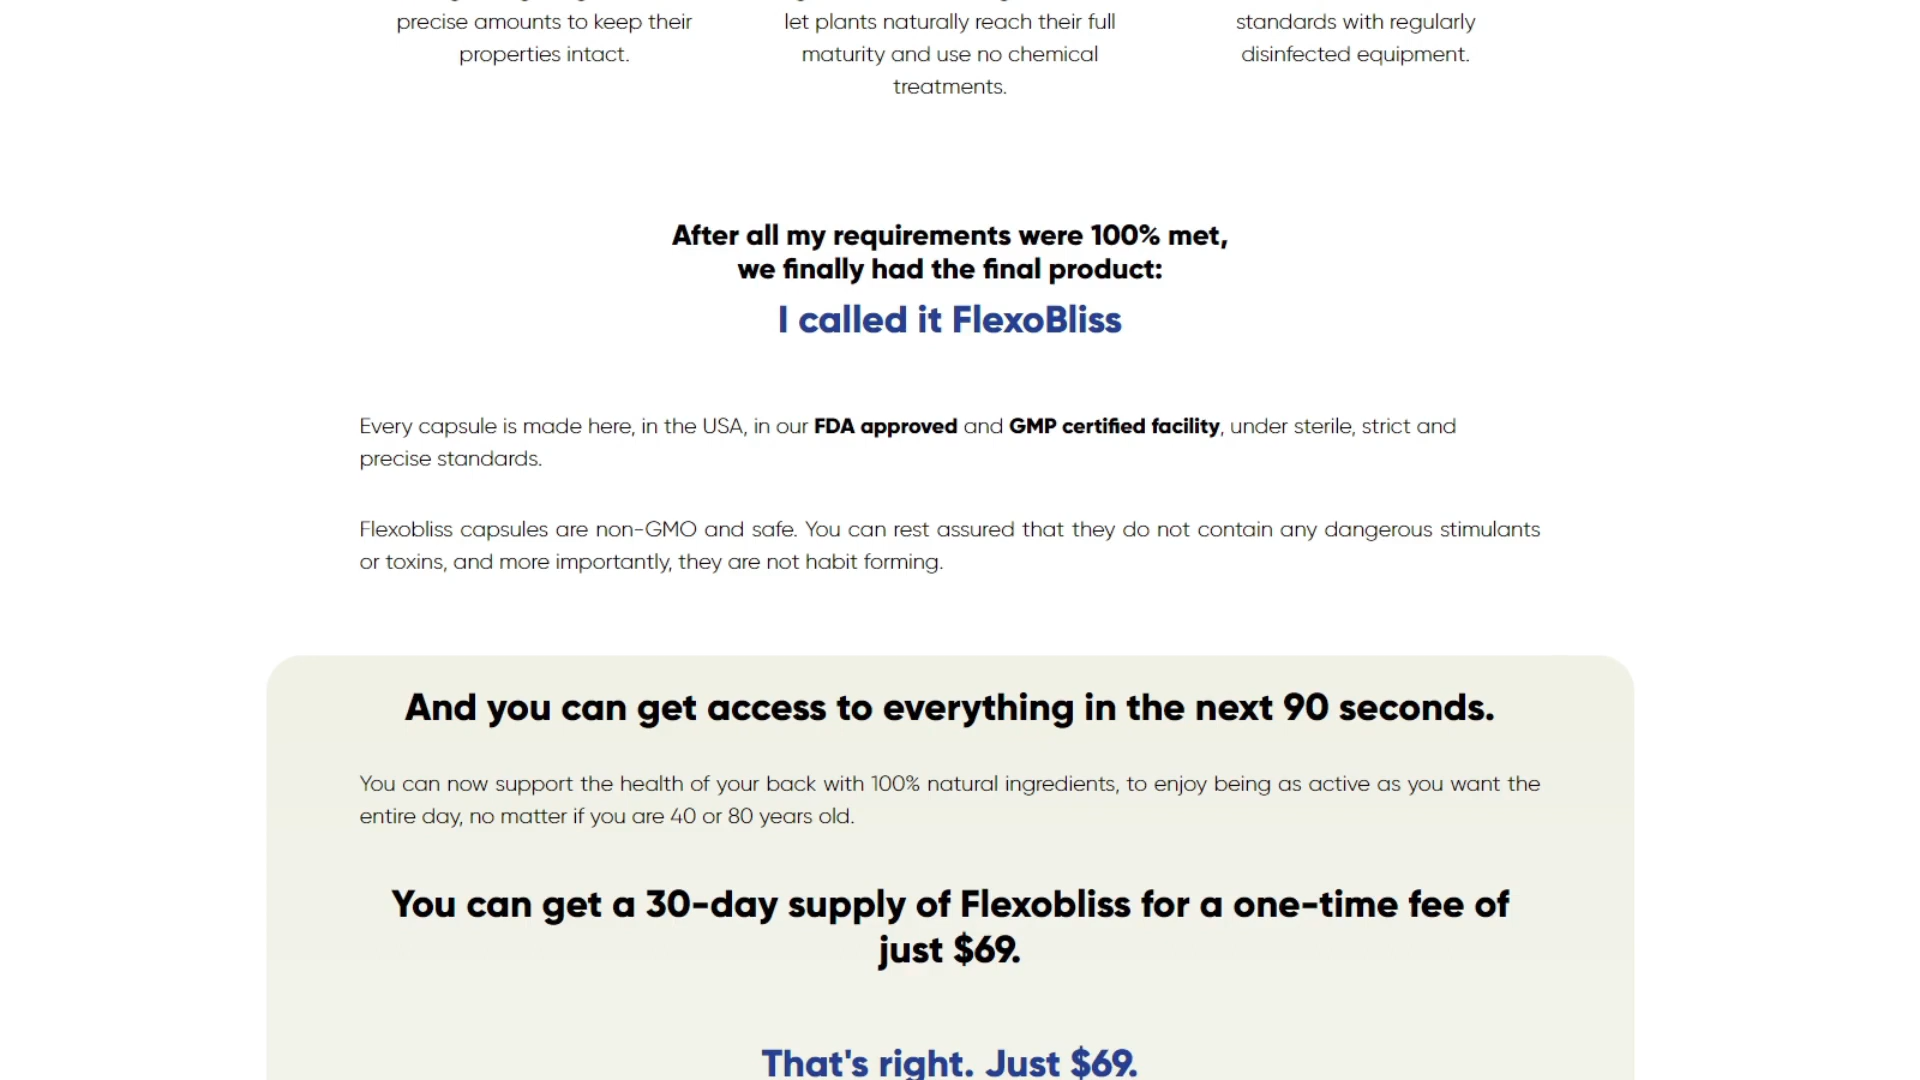 precise amounts to keep their
properties intact.
let plants naturally reach their full
maturity and use no chemical
treatments.
standards with regularly
disinfected equipment.
After all my requirements were 100% met,
we finally had the final product:
I called it FlexoBliss
Every capsule is made here, in the USA, in our FDA approved and GMP certified facility, under sterile, strict and
precise standards.
Flexobliss capsules are non-GMO and safe. You can rest assured that they do not contain any dangerous stimulants
or toxins, and more importantly, they are not habit forming.
And you can get access to everything in the next 90 seconds.
You can now support the health of your back with 100% natural ingredients, to enjoy being as active as you want the
entire day, no matter if you are 40 or 80 years old.
You can get a 30-day supply of Flexobliss for a one-time fee of
just $69.
That's right. Just $69.